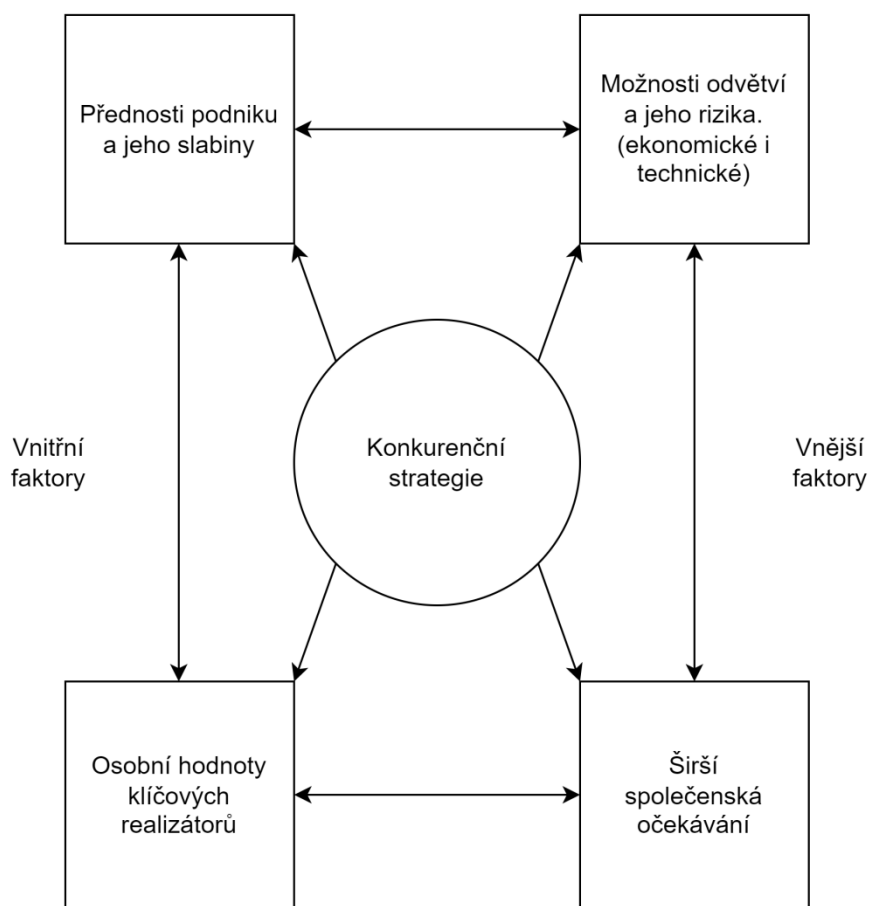 Přednosti podniku
a jeho slabiny
Možnosti odvětví
a jeho rizika.
(ekonomické i
technické)
Vnitřní
faktory
Konkurenční
strategie
Vnější
faktory
Osobní hodnoty
klíčových
realizátorů
Širší
společenská
očekávání